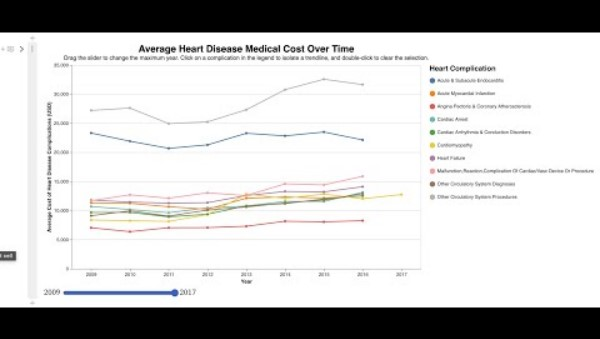 Average Heart Disease Medical Cost Over Time
Drag the slider to change the maximum year. Click on a complication in the legend to isolate a trendline, and double-click to clear the selection.
Heart Complication
Acute & Subacute Endocarditis
Acute Myocardial Infarction
Angina Pectoris & Coronary Atherosclerosis
Cardiac Arrest
Cardiac Arrhythmia & Conduction Disorders
Cardiomyopathy
Heart Failure
Malfunction,Reaction,Complication Of Cardiac/Vasc Device Or Procedure
Other Circulatory System Diagnoses
Other Circulatory System Procedures
Average Cost of Heart Disease Complications (USD)
35,000
30,000
25,000
20,000
15,000
10,000
5,000
0
2009 2010 2011 2012 2013 2014 2015 2016 2017
Year
2009 2017